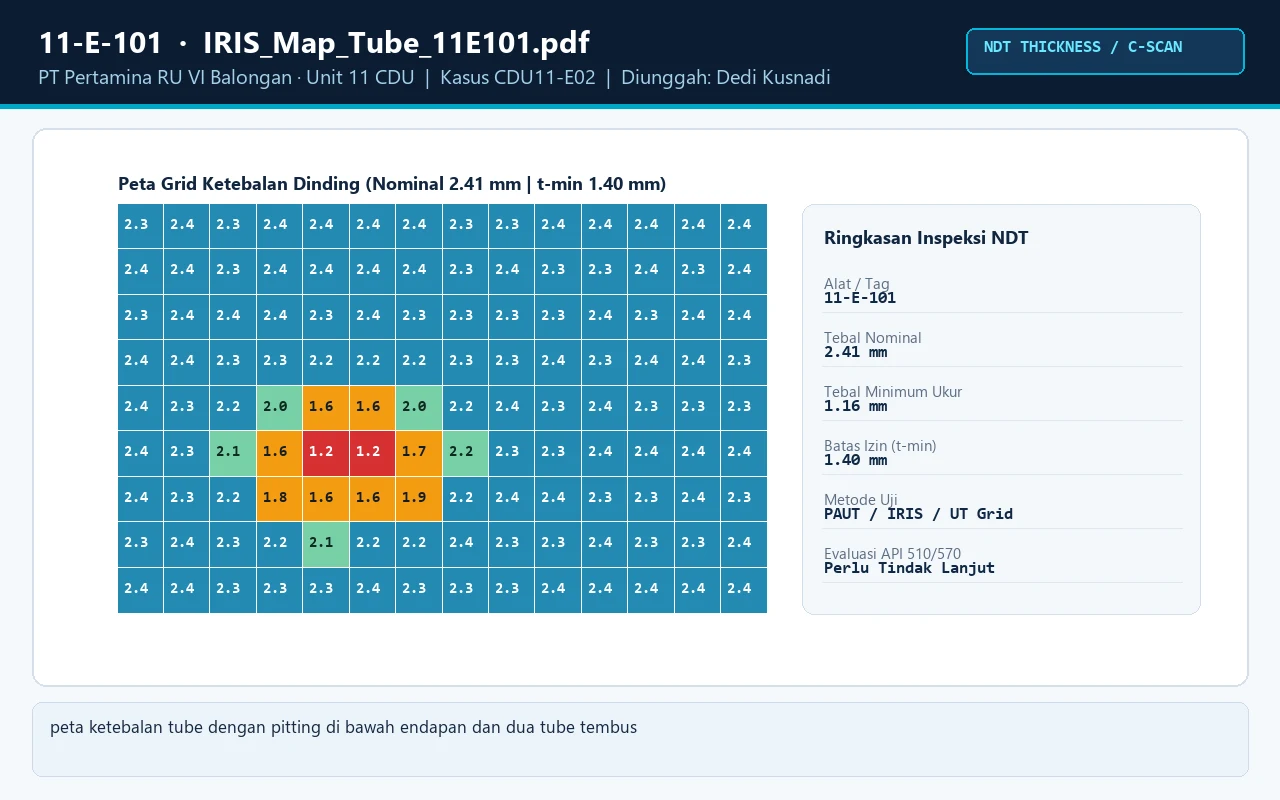 11-E-101 · IRIS_Map_Tube_11E101.pdf
PT Pertamina RU VI Balongan · Unit 11 CDU | Kasus CDU11-E02 | Diunggah: Dedi Kusnadi
NDT THICKNESS / C-SCAN
Peta Grid Ketebalan Dinding (Nominal 2.41 mm | t-min 1.40 mm)
2.3 2.4 2.3 2.4 2.4 2.4 2.4 2.3 2.3 2.4 2.4 2.4 2.4 2.4
2.4 2.4 2.3 2.4 2.4 2.4 2.4 2.3 2.4 2.3 2.3 2.4 2.3 2.4
2.3 2.4 2.4 2.4 2.3 2.4 2.3 2.3 2.3 2.4 2.4 2.3 2.4 2.4
2.4 2.4 2.3 2.3 2.2 2.2 2.2 2.3 2.3 2.4 2.3 2.4 2.4 2.3
2.4 2.3 2.2 2.0 1.6 1.6 2.0 2.2 2.4 2.3 2.4 2.3 2.3 2.3
2.4 2.3 2.1 1.6 1.2 1.2 1.7 2.2 2.3 2.3 2.4 2.4 2.4 2.4
2.4 2.3 2.2 1.8 1.6 1.6 1.9 2.2 2.4 2.4 2.3 2.3 2.4 2.3
2.3 2.4 2.3 2.2 2.1 2.2 2.2 2.4 2.3 2.3 2.4 2.3 2.3 2.4
2.4 2.4 2.3 2.3 2.3 2.4 2.3 2.3 2.3 2.4 2.4 2.3 2.4 2.4
Ringkasan Inspeksi NDT
Alat / Tag
11-E-101
Tebal Nominal
2.41 mm
Tebal Minimum Ukur
1.16 mm
Batas Izin (t-min)
1.40 mm
Metode Uji
PAUT / IRIS / UT Grid
Evaluasi API 510/570
Perlu Tindak Lanjut
peta ketebalan tube dengan pitting di bawah endapan dan dua tube tembus